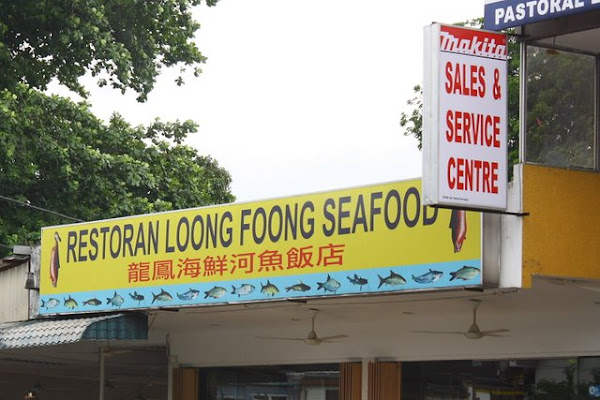 PASTORAL
makita
SALES &
SERVICE
CENTRE
RESTORAN LOONG FOONG SEAFOOD
龍鳳海鮮河魚飯店